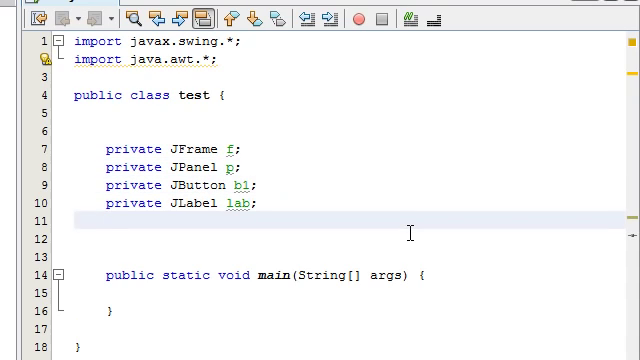 1 import javax.swing.*;
import java.awt.*;
3
4 public class test {
5
6
7 private JFrame f;
8 private JPanel p;
9 private JButton b1;
10 private JLabel lab;
11
12
13
14 public static void main(String[] args) {
15
16 }
17
18 }